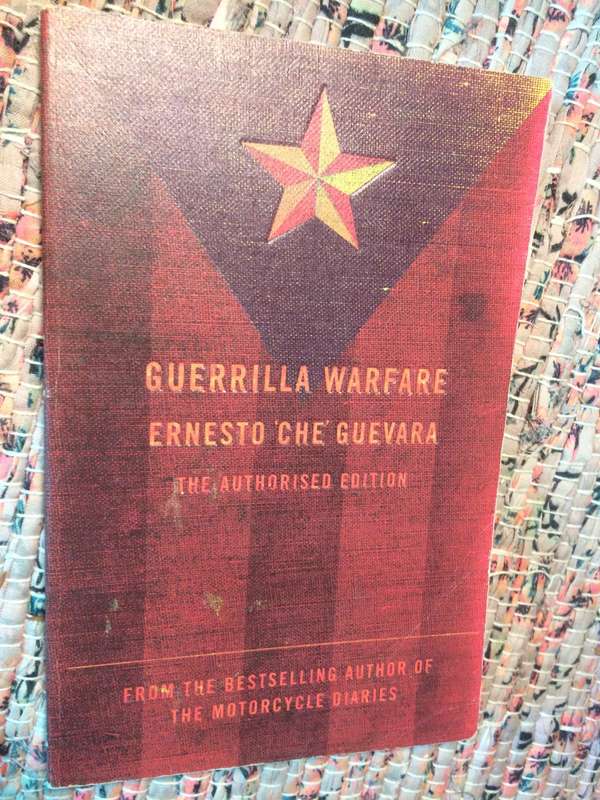 GUERRILLA WARFARE
ERNESTO 'CHE' GUEVARA
THE AUTHORISED EDITION
FROM THE BESTSELLING AUTHOR OF
THE MOTORCYCLE DIARIES